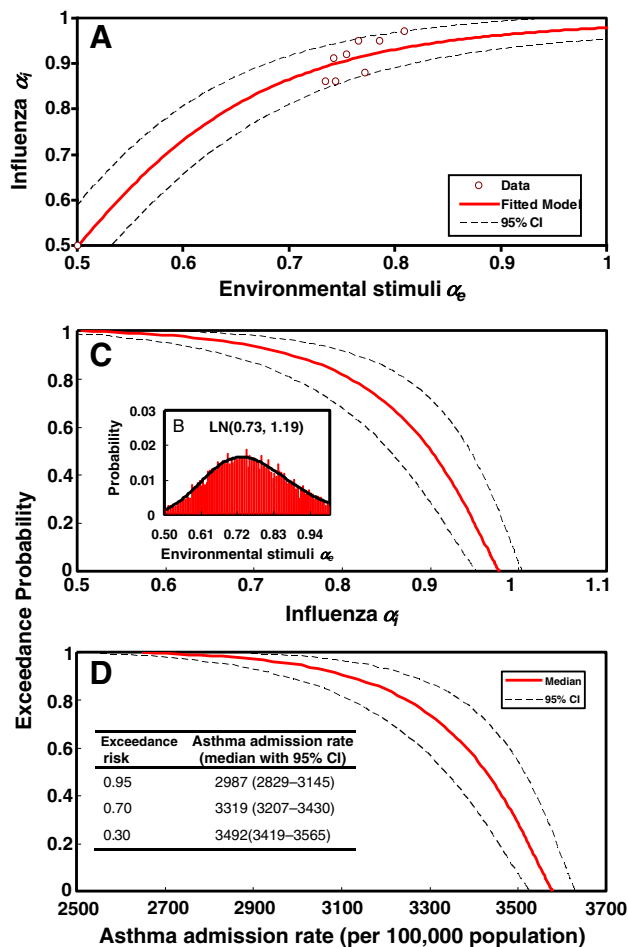 A
Influenza αi
1
0.9
0.8
0.7
0.6
0.5
Data
Fitted Model
95% CI
0.5 0.6 0.7 0.8 0.9 1
Environmental stimuli αe
C
Exceedance Probability
1
0.8
0.6
0.4
0.2
0
B LN(0.73, 1.19)
Probability
0.03
0.02
0.01
0
0.50 0.61 0.72 0.83 0.94
Environmental stimuli αe
0.5 0.6 0.7 0.8 0.9 1 1.1
Influenza αi
D
1
0.8
0.6
0.4
0.2
0
Median
95% CI
Exceedance risk Asthma admission rate (median with 95% CI)
0.95 2987 (2829–3145)
0.70 3319 (3207–3430)
0.30 3492(3419–3565)
2500 2700 2900 3100 3300 3500 3700
Asthma admission rate (per 100,000 population)